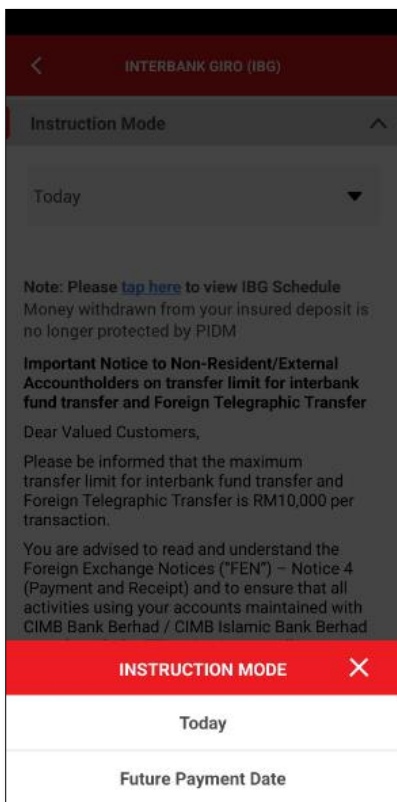 INTERBANK GIRO (IBG)
Instruction Mode
Today
Note: Please tap here to view IBG Schedule
Money withdrawn from your insured deposit is
no longer protected by PIDM
Important Notice to Non-Resident/External
Accountholders on transfer limit for interbank
fund transfer and Foreign Telegraphic Transfer
Dear Valued Customers,
Please be informed that the maximum
transfer limit for interbank fund transfer and
Foreign Telegraphic Transfer is RM10,000 per
transaction.
You are advised to read and understand the
Foreign Exchange Notices ("FEN") – Notice 4
(Payment and Receipt) and to ensure that all
activities using your accounts maintained with
CIMB Bank Berhad / CIMB Islamic Bank Berhad
INSTRUCTION MODE
Today
Future Payment Date